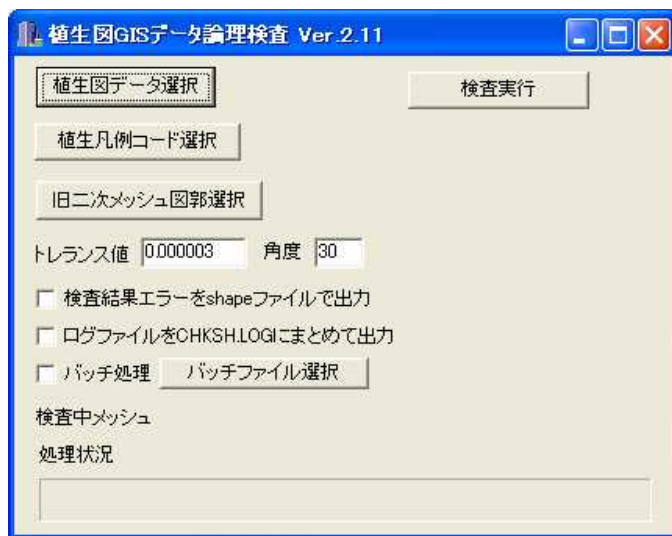 植生図GISデータ論理検査 Ver.2.11
植生図データ選択
検査実行
植生凡例コード選択
旧二次メッシュ図郭選択
トレランス値 0.000003 角度 30
検査結果エラーをshapeファイルで出力
ログファイルをCHKSH.LOGにまとめて出力
バッチ処理 バッチファイル選択
検査中メッシュ
処理状況